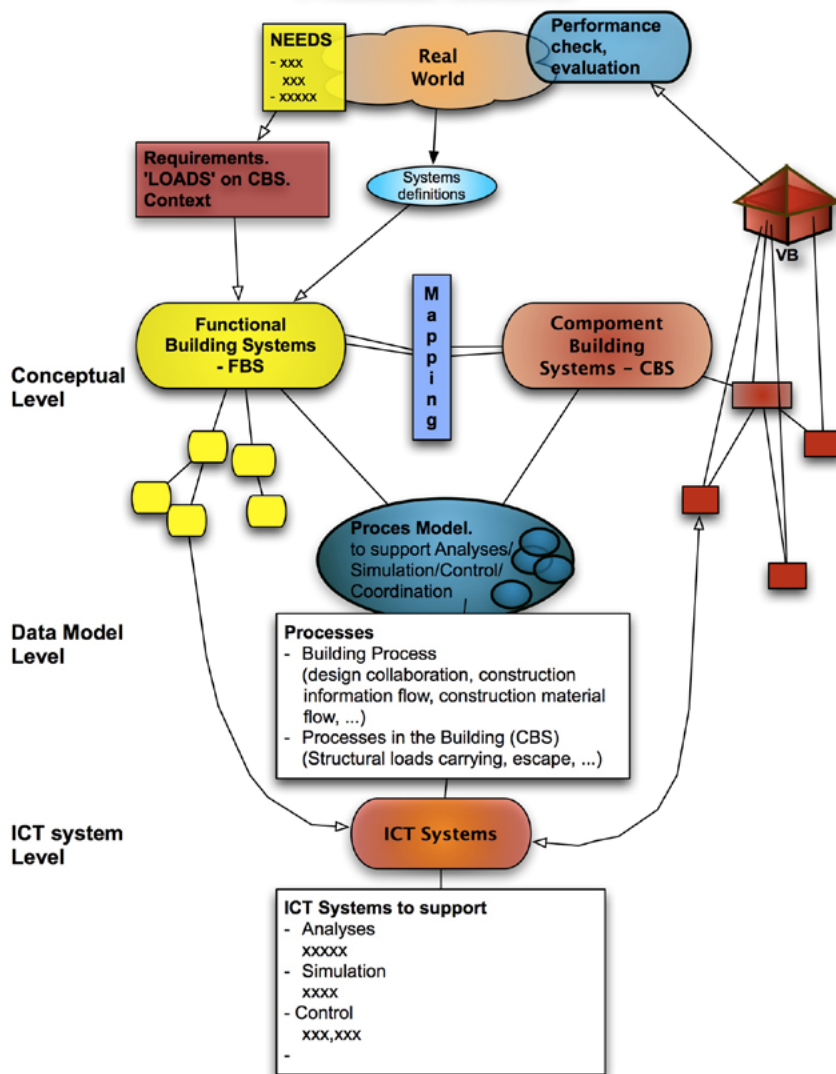 NEEDS
- xxx
xxx
- xxxxx
Real
World
Performance
check,
evaluation
Requirements.
'LOADS' on CBS.
Context
Systems
definitions
VB
Functional
Building Systems
- FBS
Mapping
Compoment
Building
Systems – CBS
Conceptual
Level
Proces Model.
to support Analyses/
Simulation/Control/
Coordination
Data Model
Level
Processes
- Building Process
(design collaboration, construction
information flow, construction material
flow, ...)
- Processes in the Building (CBS)
(Structural loads carrying, escape, ...)
ICT system
Level
ICT Systems
ICT Systems to support
- Analyses
xxxxx
- Simulation
xxxx
- Control
xxx,xxx
-